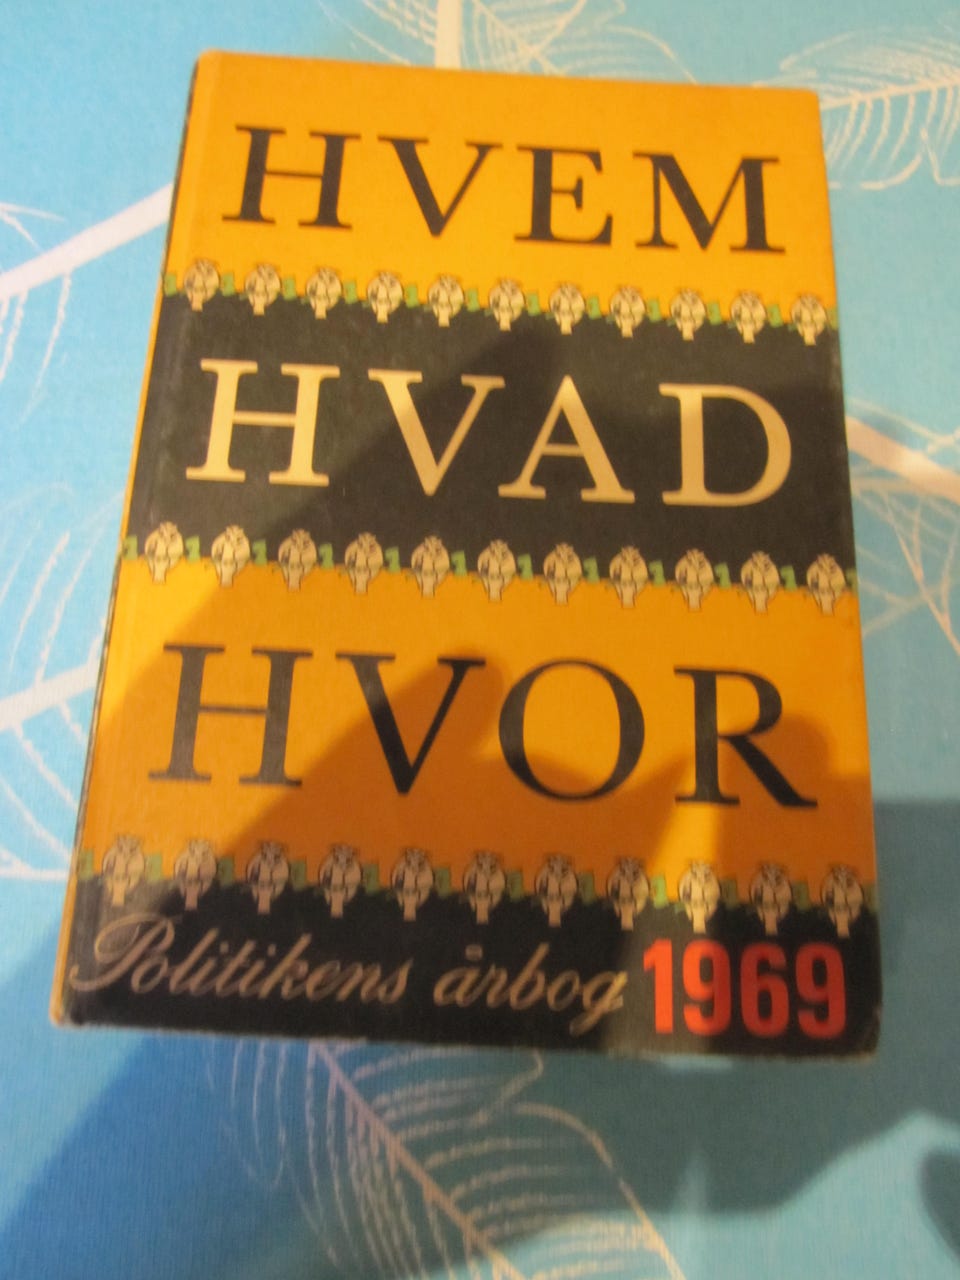 HVEM
HVAD
HVOR
Politikens årbog 1969